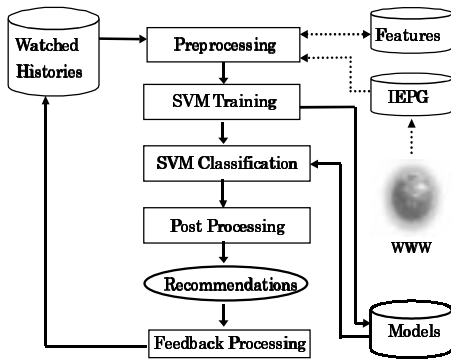 Watched
Histories
Preprocessing
Features
SVM Training
IEPG
SVM Classification
Post Processing
WWW
Recommendations
Feedback Processing
Models